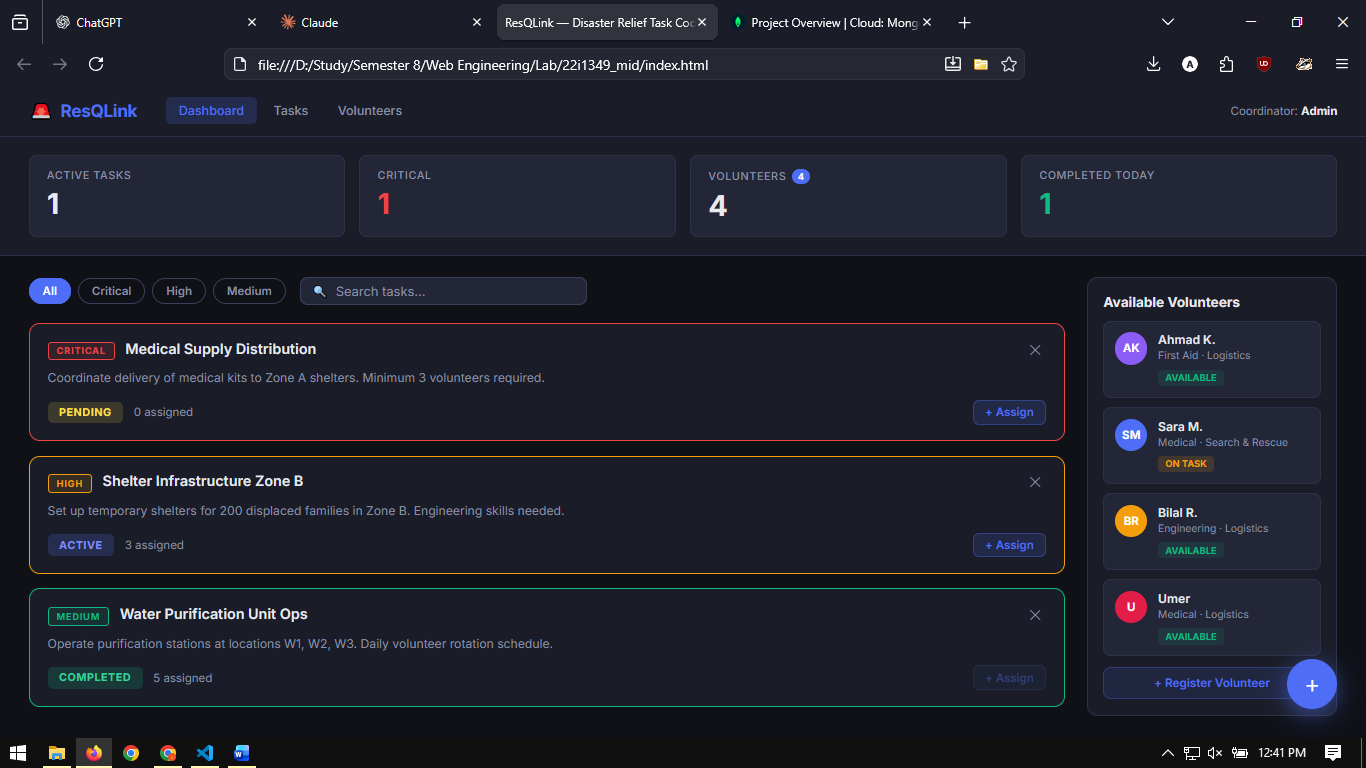 ChatGPT
Claude
ResQLink — Disaster Relief Task Coo
Project Overview | Cloud: Mong
file:///D:/Study/Semester 8/Web Engineering/Lab/22i1349_mid/index.html
A
UD
ResQLink
Dashboard
Tasks
Volunteers
Coordinator: Admin
ACTIVE TASKS
1
CRITICAL
1
VOLUNTEERS 4
4
COMPLETED TODAY
1
All
Critical
High
Medium
Search tasks...
CRITICAL Medical Supply Distribution
Coordinate delivery of medical kits to Zone A shelters. Minimum 3 volunteers required.
PENDING 0 assigned
+ Assign
HIGH Shelter Infrastructure Zone B
Set up temporary shelters for 200 displaced families in Zone B. Engineering skills needed.
ACTIVE 3 assigned
+ Assign
MEDIUM Water Purification Unit Ops
Operate purification stations at locations W1, W2, W3. Daily volunteer rotation schedule.
COMPLETED 5 assigned
+ Assign
Available Volunteers
AK
Ahmad K.
First Aid · Logistics
AVAILABLE
SM
Sara M.
Medical · Search & Rescue
ON TASK
BR
Bilal R.
Engineering · Logistics
AVAILABLE
U
Umer
Medical · Logistics
AVAILABLE
+ Register Volunteer
+
12:41 PM